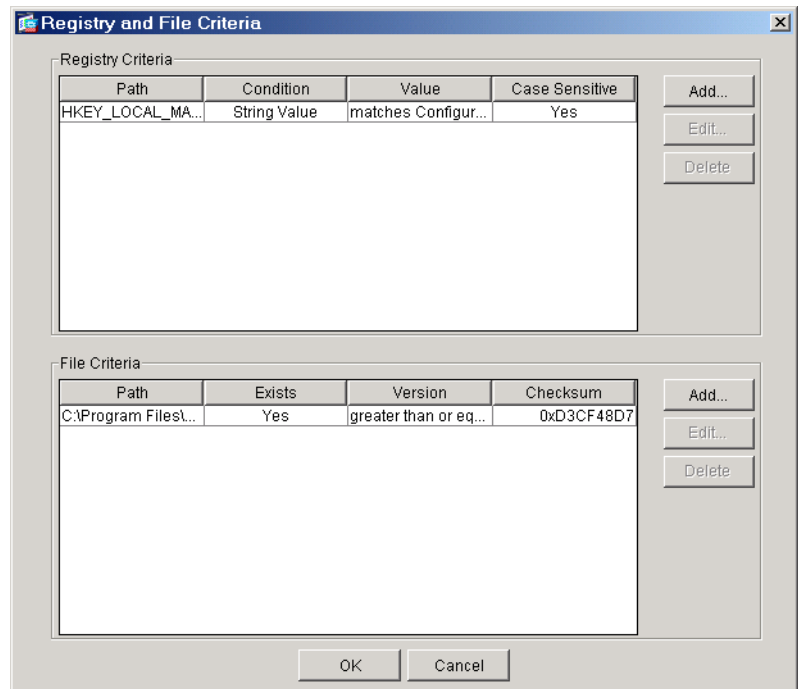 Registry and File Criteria
Registry Criteria
Path Condition Value Case Sensitive
HKEY_LOCAL_MA... String Value matches Configur... Yes
Add...
Edit...
Delete
File Criteria
Path Exists Version Checksum
C:\Program Files\... Yes greater than or eq... 0xD3CF48D7
Add...
Edit...
Delete
OK Cancel